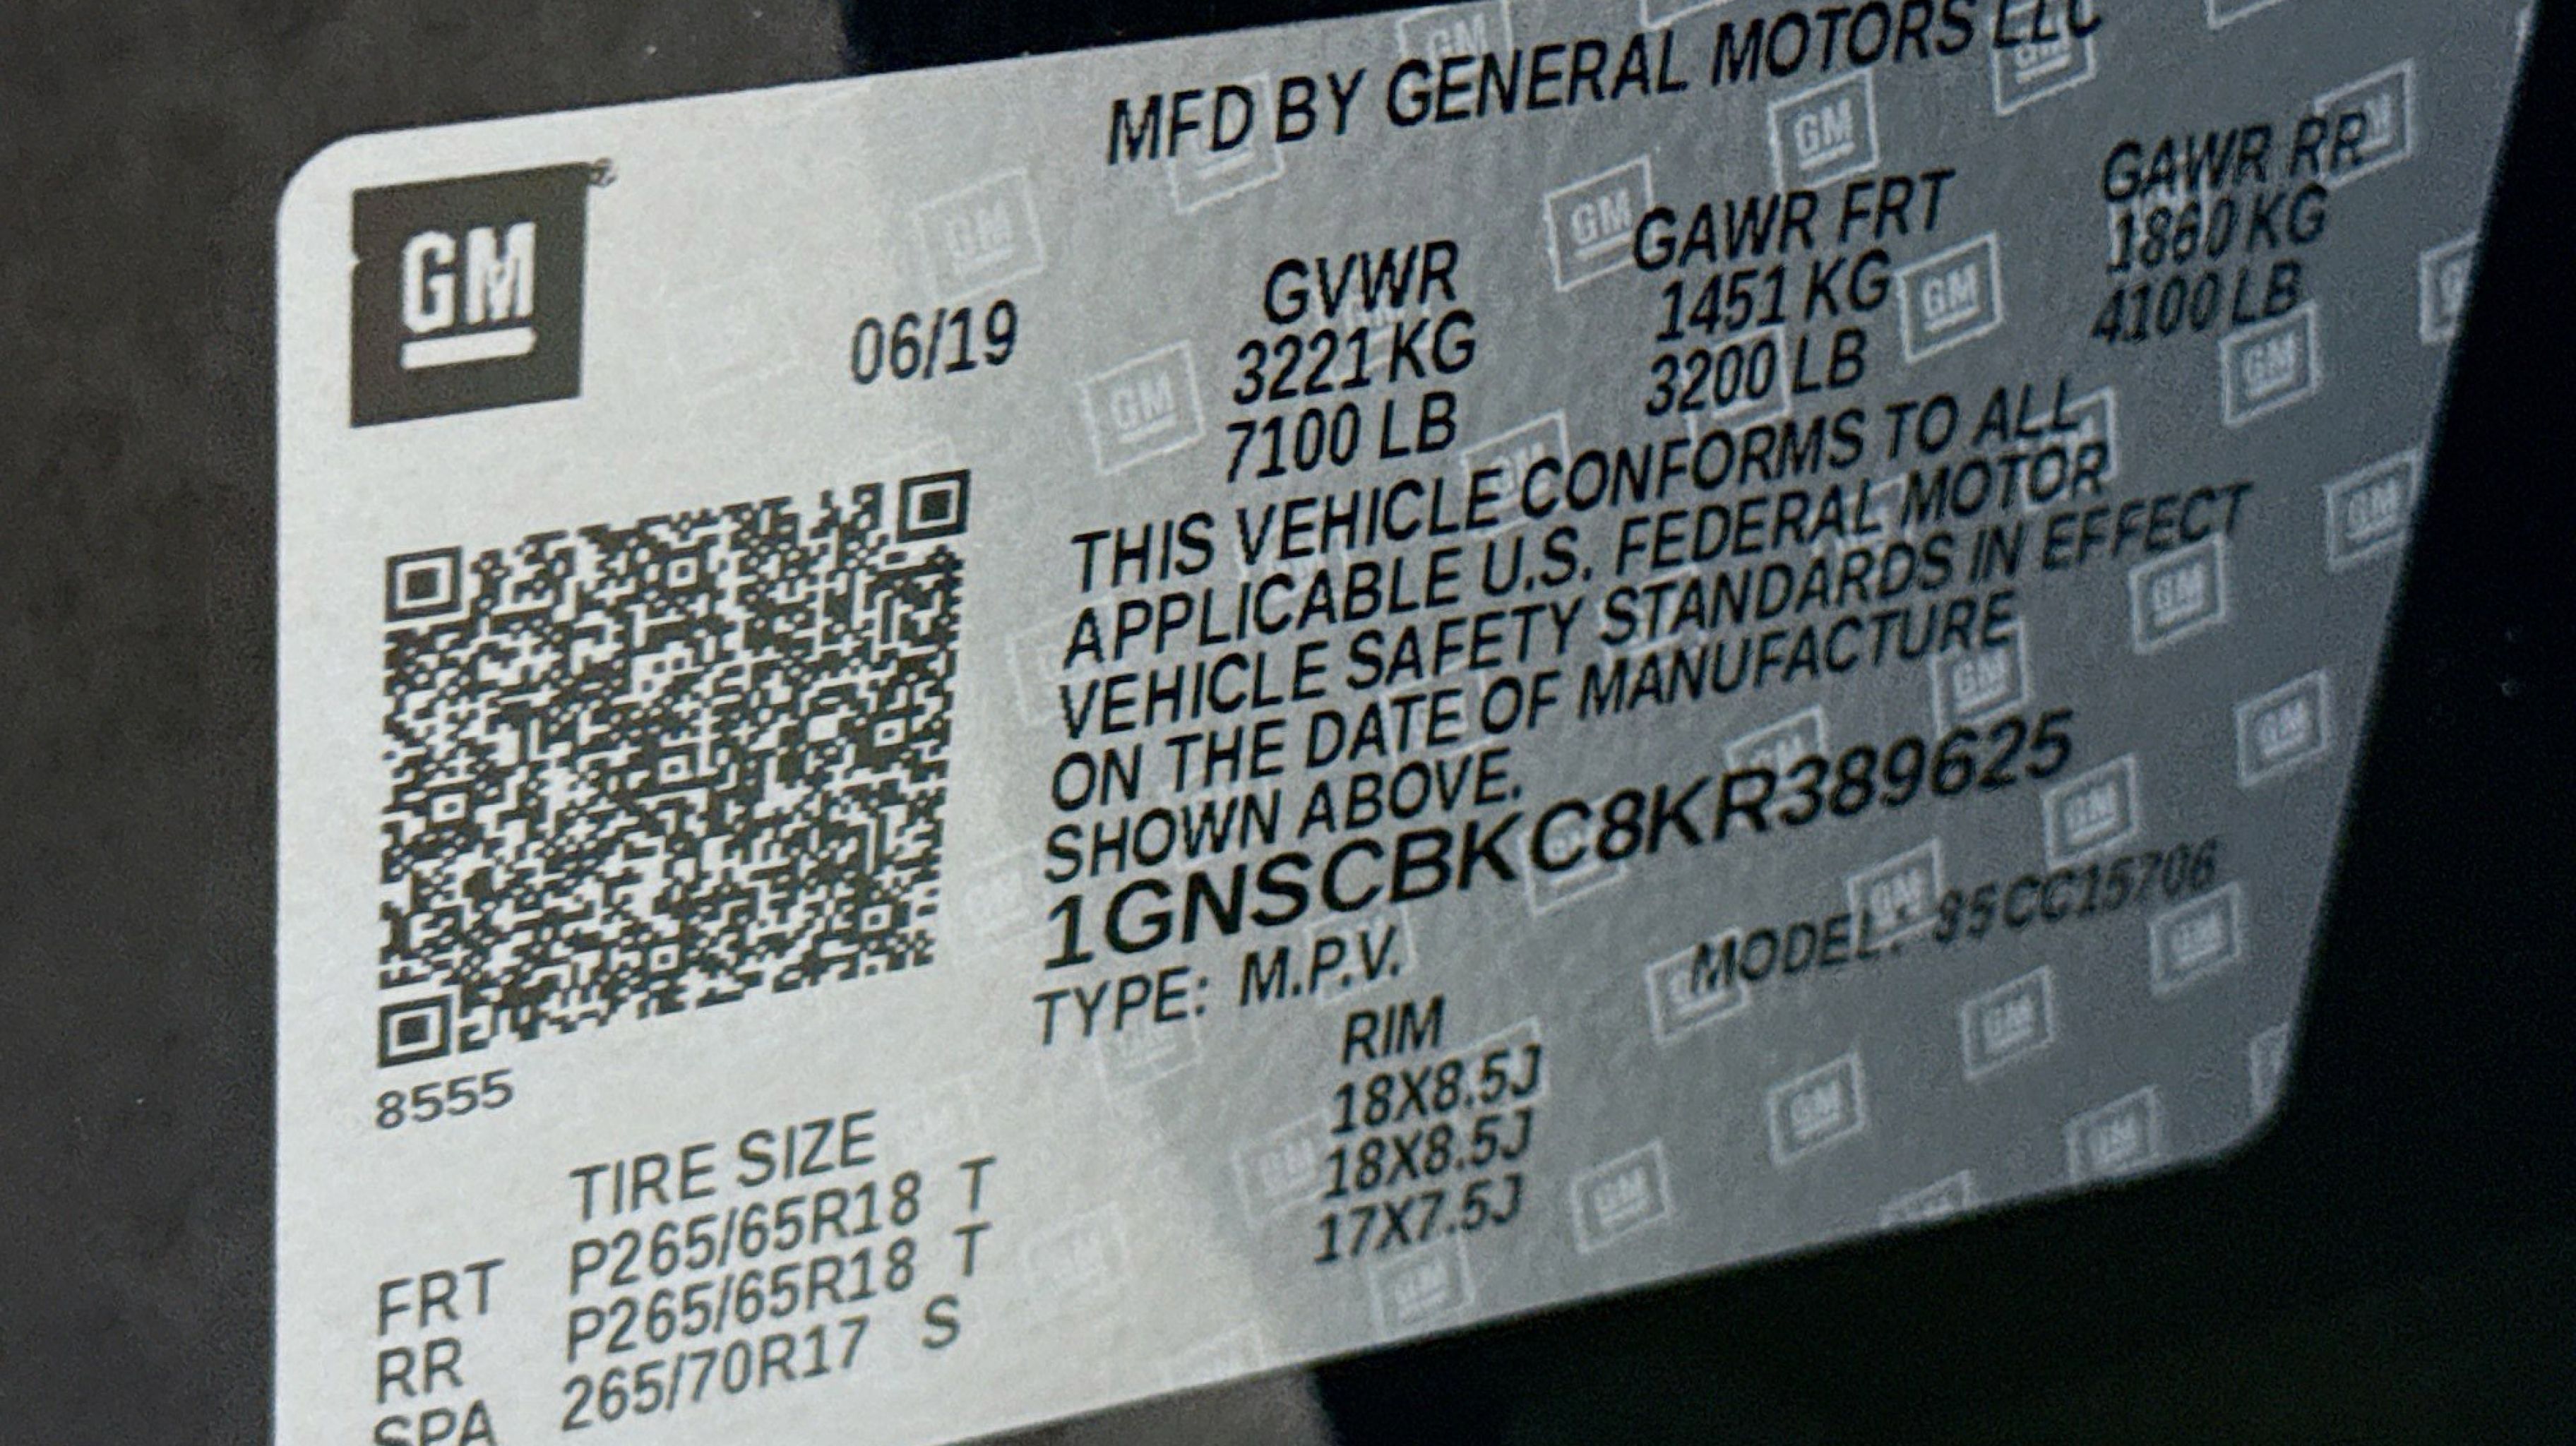 MFD BY GENERAL MOTORS LLC
GM
06/19
GVWR GAWR FRT GAWR RR
3221 KG 1451 KG 1860 KG
7100 LB 3200 LB 4100 LB
THIS VEHICLE CONFORMS TO ALL
APPLICABLE U.S. FEDERAL MOTOR
VEHICLE SAFETY STANDARDS IN EFFECT
ON THE DATE OF MANUFACTURE
SHOWN ABOVE.
1GNSCBKC8KR389625
TYPE: M.P.V. MODEL:
8555
TIRE SIZE RIM
FRT P265/65R18 T 18X8.5J
RR P265/65R18 T 18X8.5J
SPA 265/70R17 S 17X7.5J